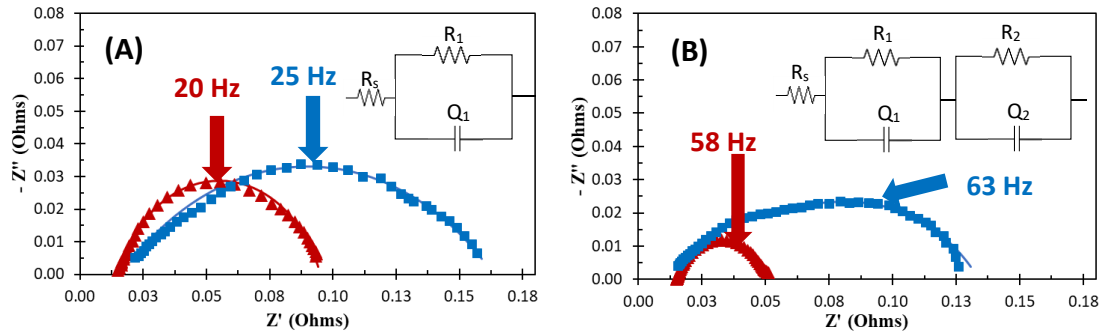 (A)
0.08
0.07
0.06
0.05
0.04
0.03
0.02
0.01
0.00
- Z'' (Ohms)
20 Hz
25 Hz
Rs
R1
Q1
0.00 0.03 0.05 0.08 0.10 0.13 0.15 0.18
Z' (Ohms)
(B)
0.08
0.07
0.06
0.05
0.04
0.03
0.02
0.01
0.00
- Z'' (Ohms)
58 Hz
63 Hz
Rs
R1
R2
Q1
Q2
0.00 0.03 0.05 0.08 0.10 0.13 0.15 0.18
Z' (Ohms)